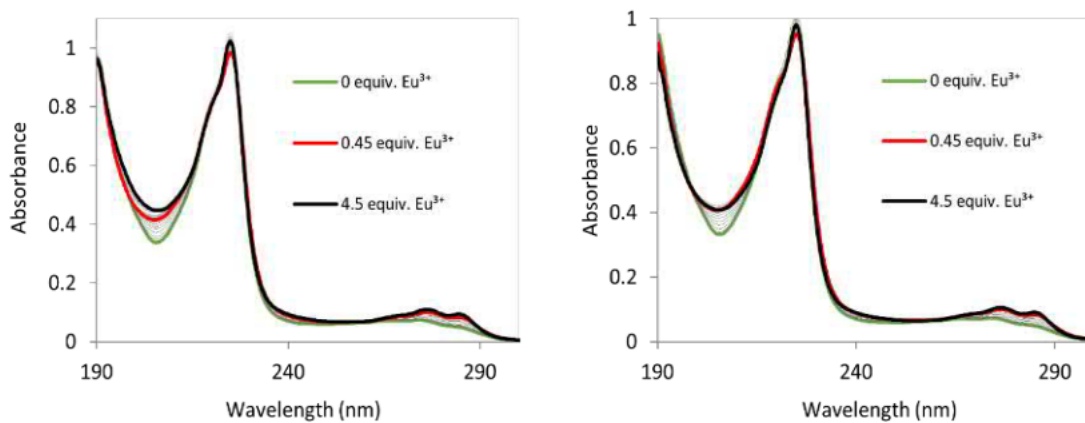 1
0.8
0.6
0.4
0.2
0
Absorbance
190
240
290
Wavelength (nm)
0 equiv. Eu³⁺
0.45 equiv. Eu³⁺
4.5 equiv. Eu³⁺
1
0.8
0.6
0.4
0.2
0
Absorbance
190
240
290
Wavelength (nm)
0 equiv. Eu³⁺
0.45 equiv. Eu³⁺
4.5 equiv. Eu³⁺